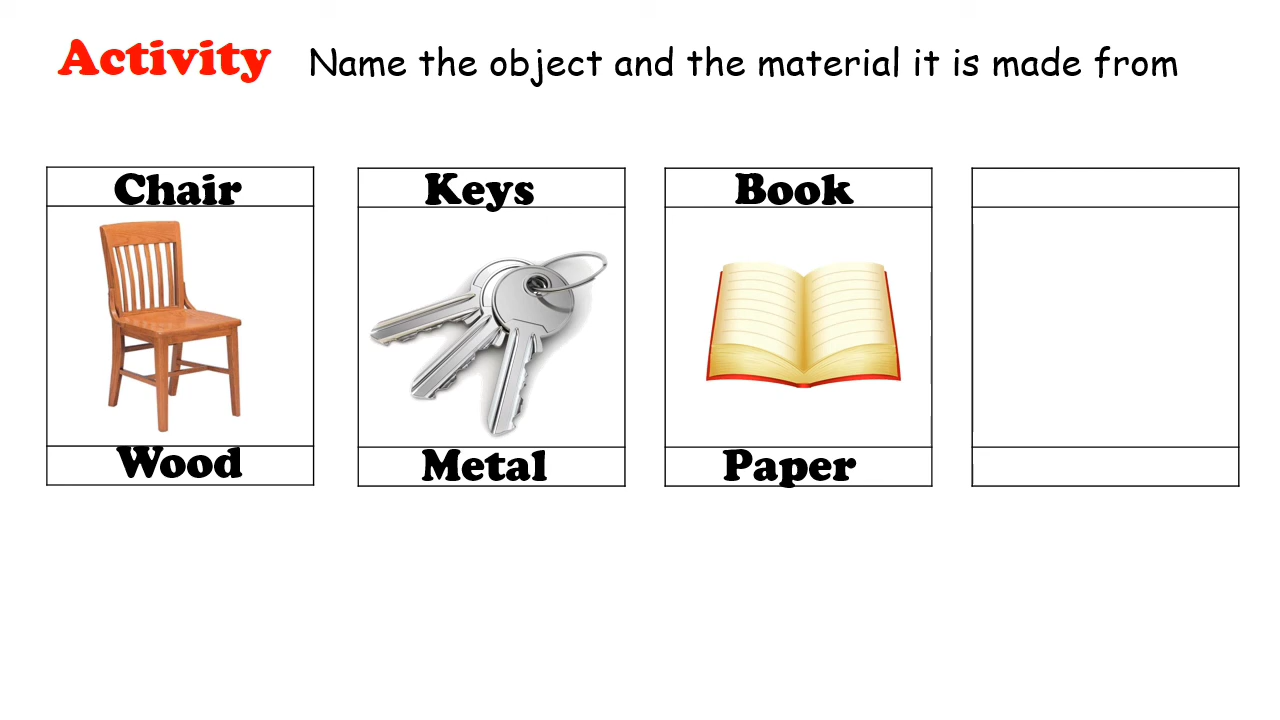 Activity Name the object and the material it is made from
Chair Keys Book
Wood Metal Paper